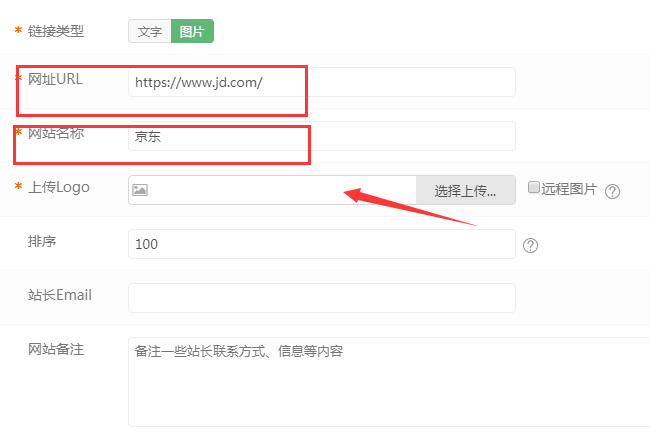 * 链接类型 文字 图片
* 网址URL https://www.jd.com/
* 网站名称 京东
* 上传Logo 选择上传... 远程图片 ?
排序 100 ?
站长Email
网站备注 备注一些站长联系方式、信息等内容